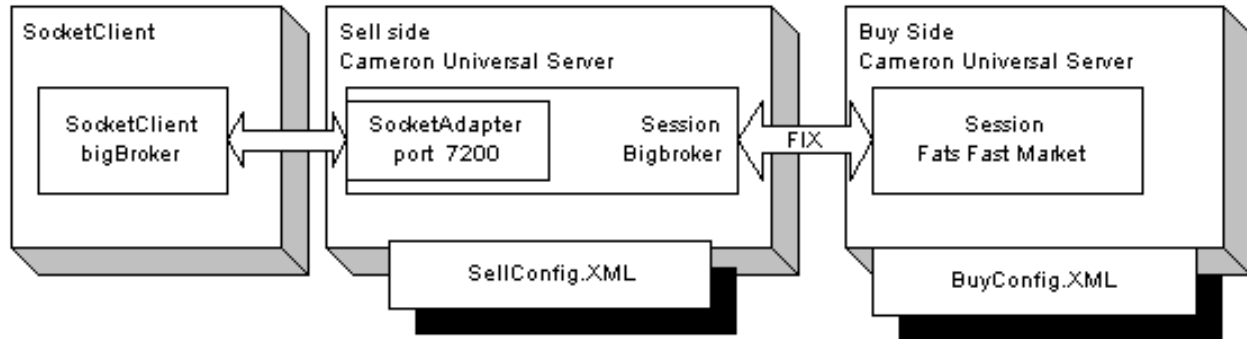 SocketClient
SocketClient
bigBroker
Sell side
Cameron Universal Server
SocketAdapter
port 7200
Session
Bigbroker
SellConfig.XML
FIX
Buy Side
Cameron Universal Server
Session
Fats Fast Market
BuyConfig.XML